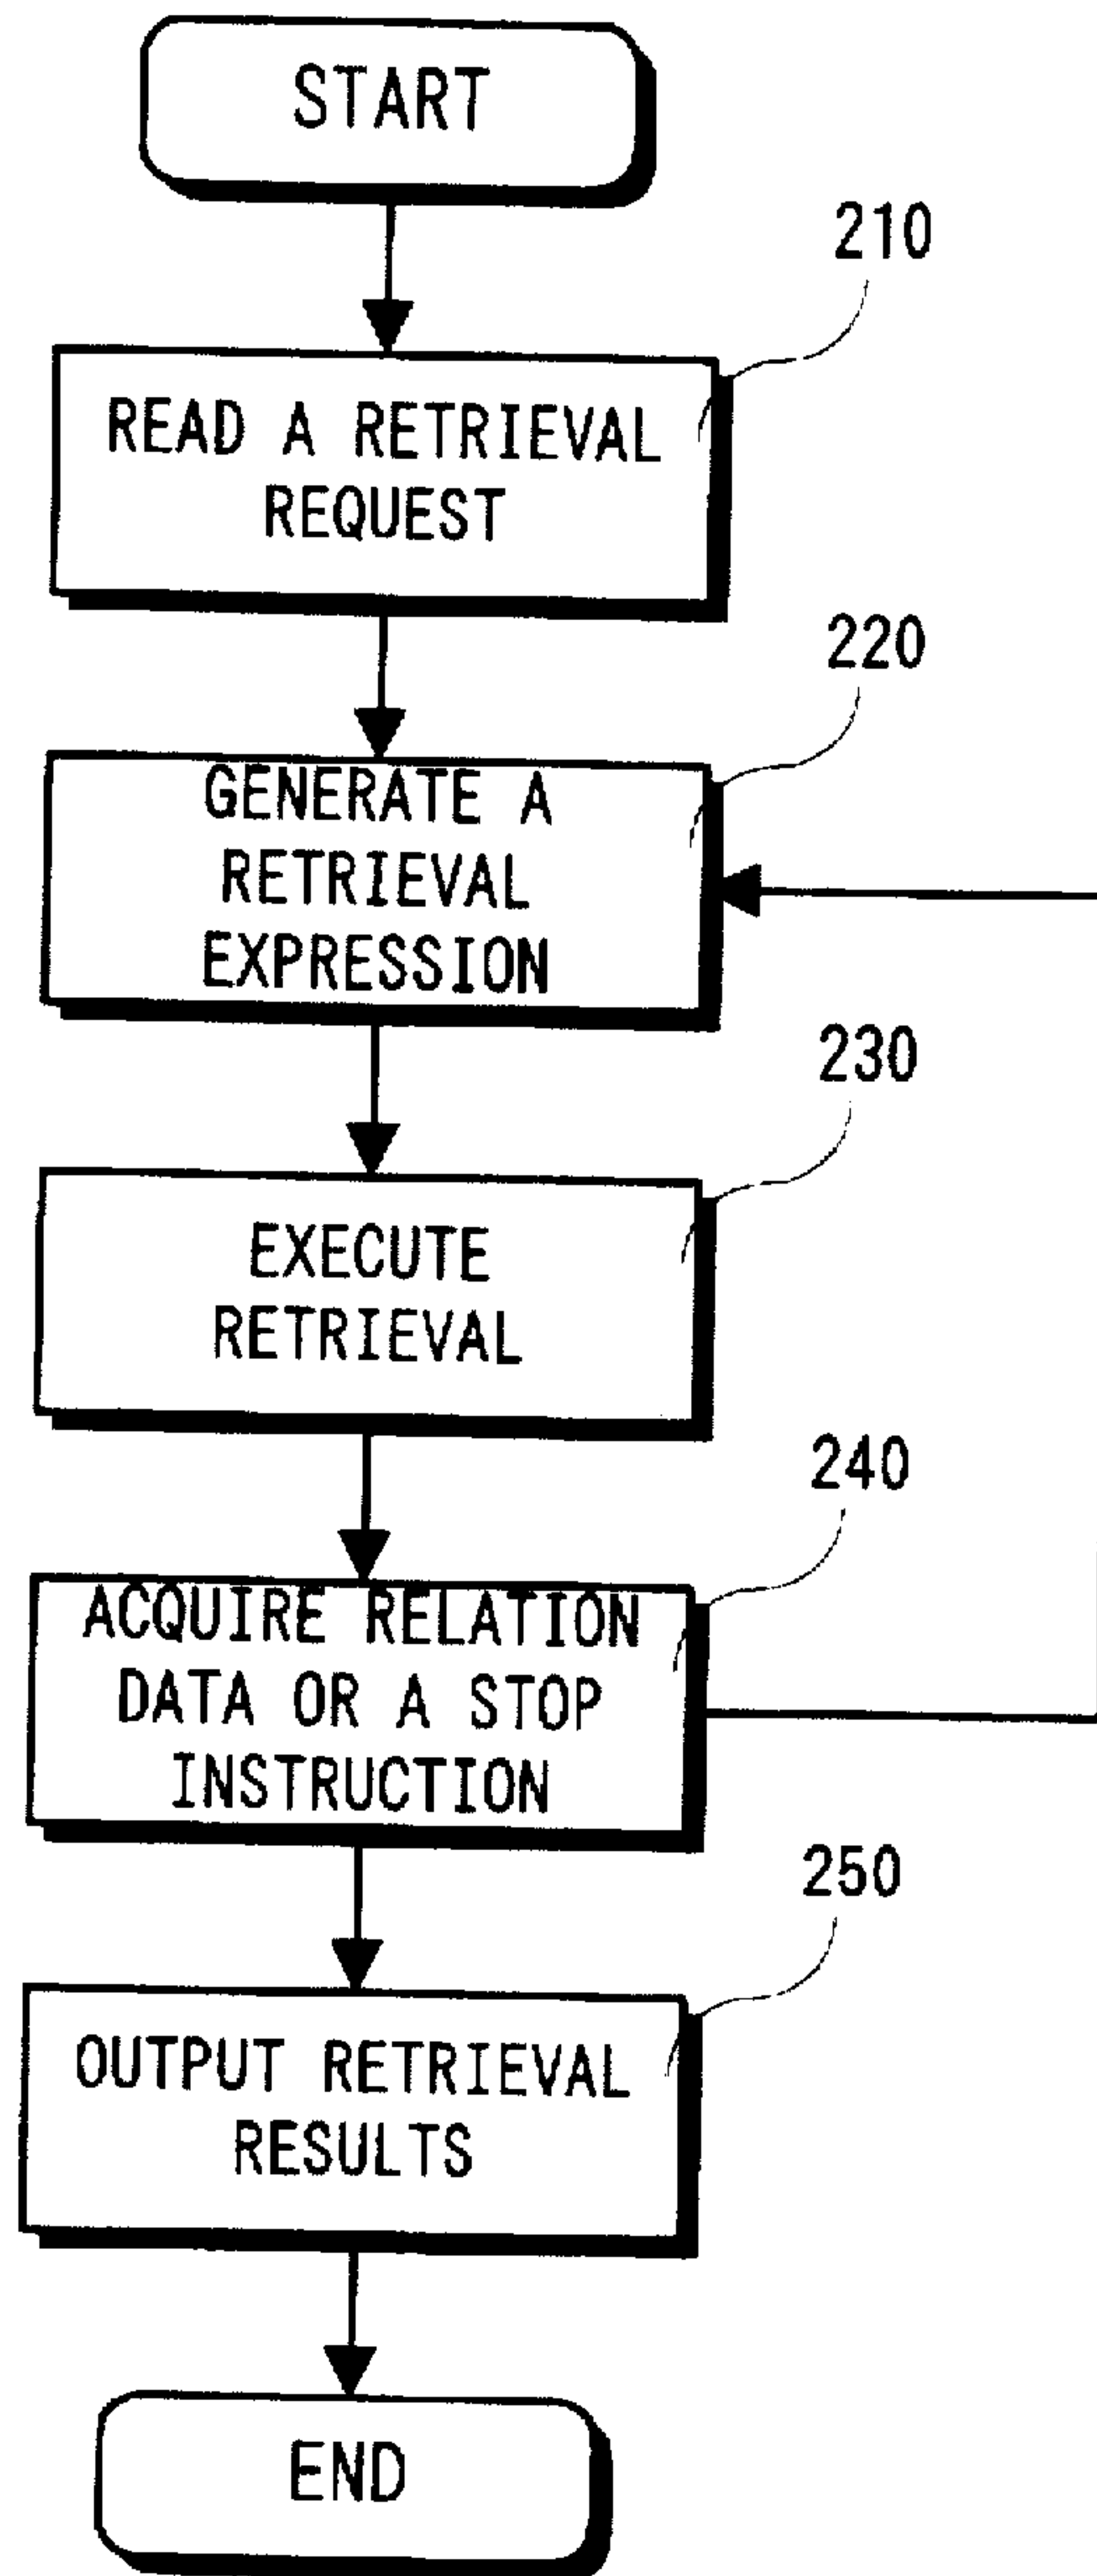 START
210
READ A RETRIEVAL
REQUEST
220
GENERATE A
RETRIEVAL
EXPRESSION
230
EXECUTE
RETRIEVAL
240
ACQUIRE RELATION
DATA OR A STOP
INSTRUCTION
250
OUTPUT RETRIEVAL
RESULTS
END